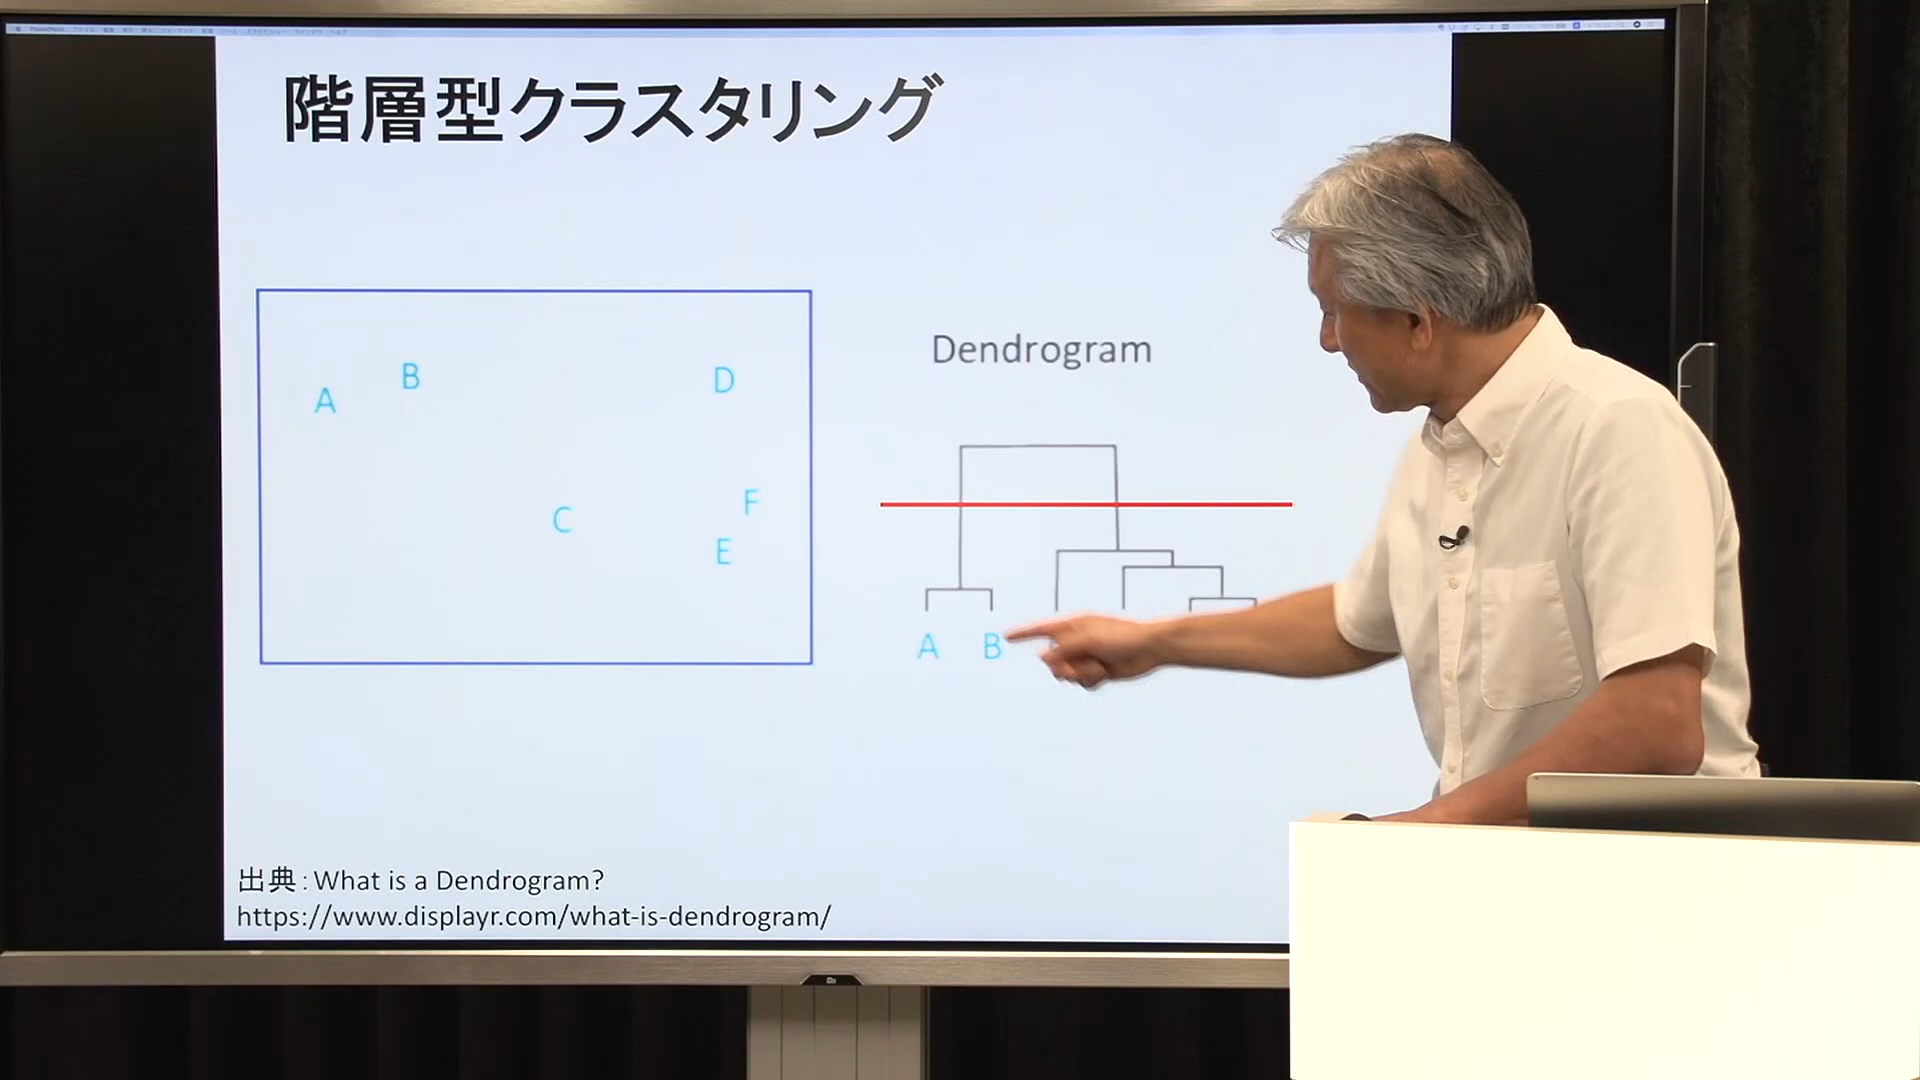 PowerPoint
階層型クラスタリング
A
B
D
F
C
E
Dendrogram
A B
出典：What is a Dendrogram?
https://www.displayr.com/what-is-dendrogram/